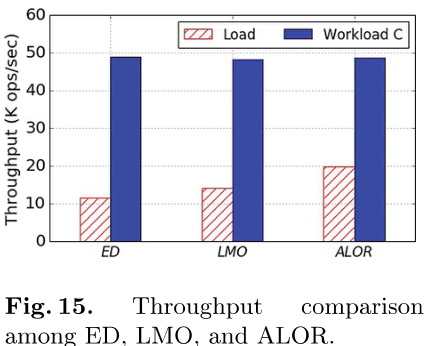 60
50
40
30
20
10
0
Throughput (K ops/sec)
Load Workload C
ED LMO ALOR
Fig. 15. Throughput comparison
among ED, LMO, and ALOR.